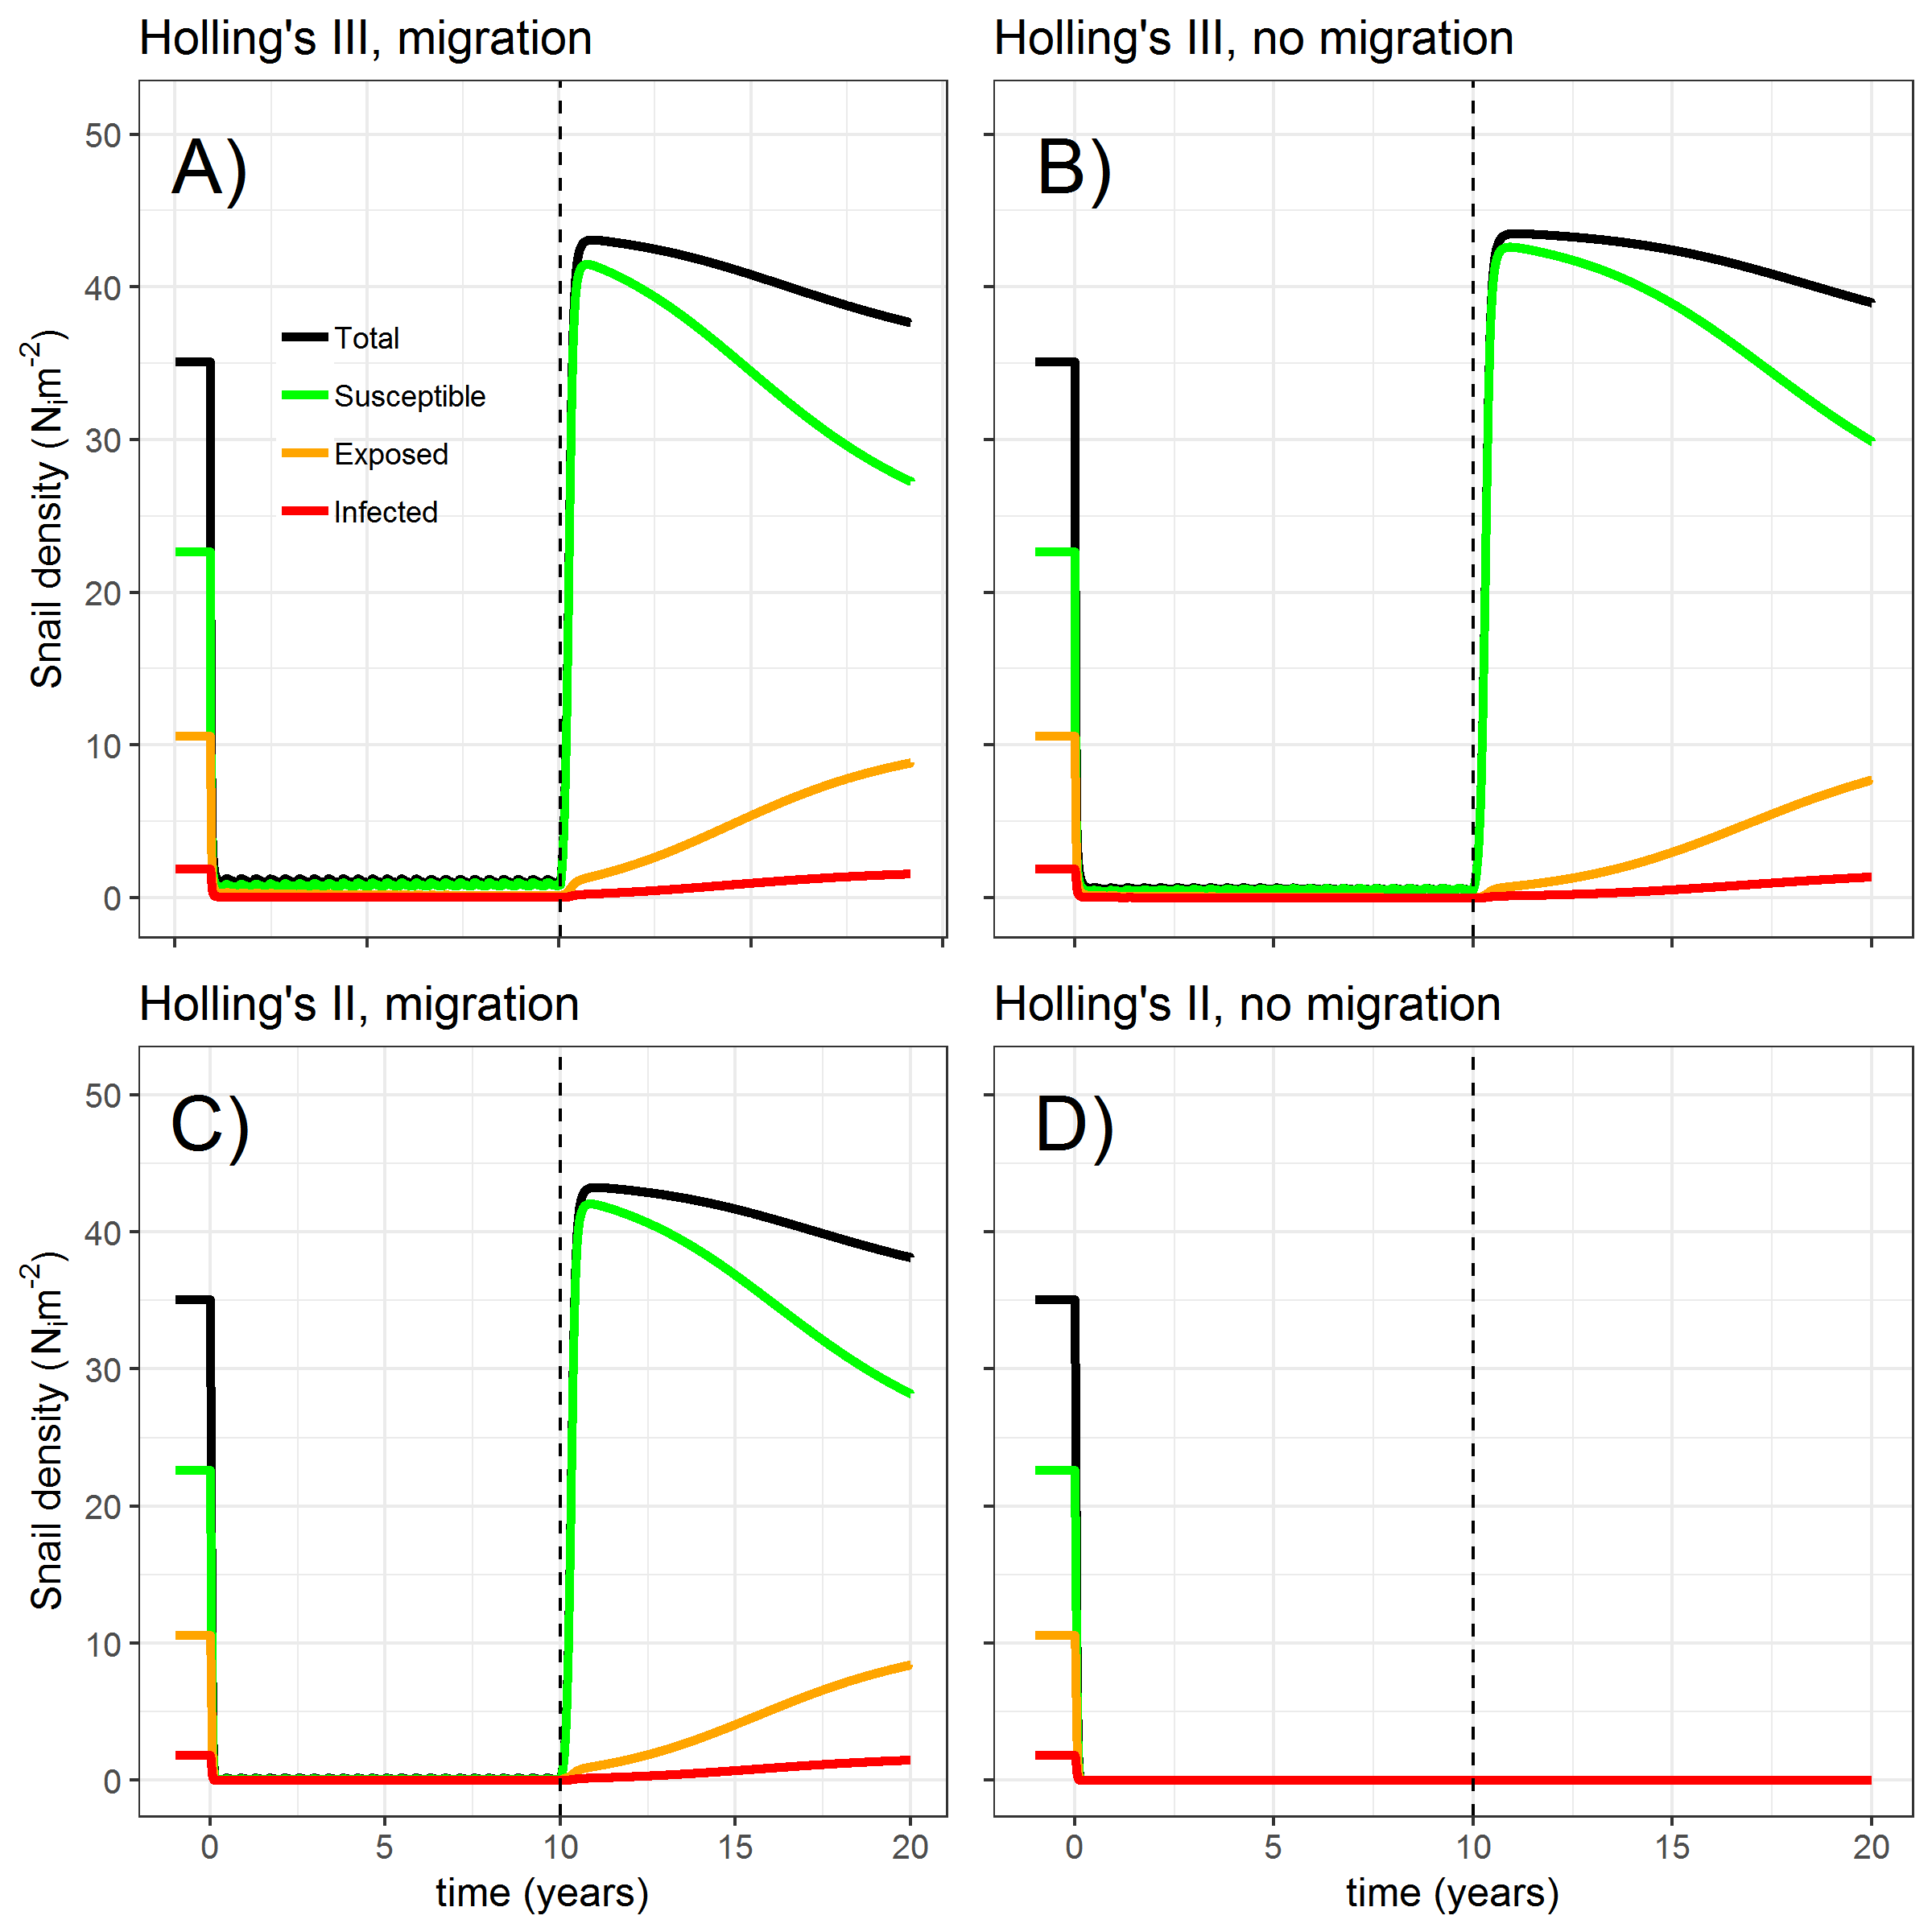 Holling's III, migration
Holling's III, no migration
A)
B)
50
40
30
20
10
0
Snail density (Nᵢm⁻²)
Total
Susceptible
Exposed
Infected
Holling's II, migration
Holling's II, no migration
C)
D)
50
40
30
20
10
0
Snail density (Nᵢm⁻²)
0 5 10 15 20
0 5 10 15 20
time (years)
time (years)